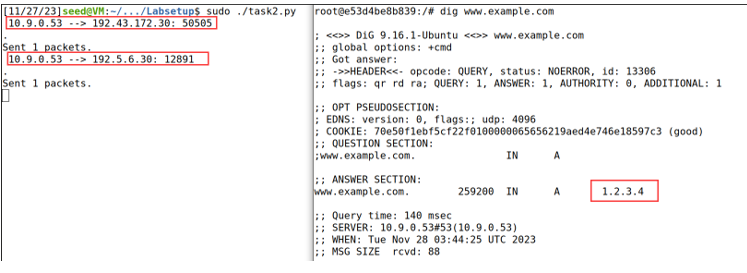 [11/27/23]seed@VM:~/.../Labsetup$ sudo ./task2.py
10.9.0.53 --> 192.43.172.30: 50505
.
Sent 1 packets.
10.9.0.53 --> 192.5.6.30: 12891
.
Sent 1 packets.
root@e53d4be8b839:/# dig www.example.com
; <<>> DiG 9.16.1-Ubuntu <<>> www.example.com
;; global options: +cmd
;; Got answer:
;; ->>HEADER<<- opcode: QUERY, status: NOERROR, id: 13306
;; flags: qr rd ra; QUERY: 1, ANSWER: 1, AUTHORITY: 0, ADDITIONAL: 1
;; OPT PSEUDOSECTION:
; EDNS: version: 0, flags:; udp: 4096
; COOKIE: 70e50f1ebf5cf22f0100000065656219aed4e746e18597c3 (good)
;; QUESTION SECTION:
;www.example.com. IN A
;; ANSWER SECTION:
www.example.com. 259200 IN A 1.2.3.4
;; Query time: 140 msec
;; SERVER: 10.9.0.53#53(10.9.0.53)
;; WHEN: Tue Nov 28 03:44:25 UTC 2023
;; MSG SIZE rcvd: 88